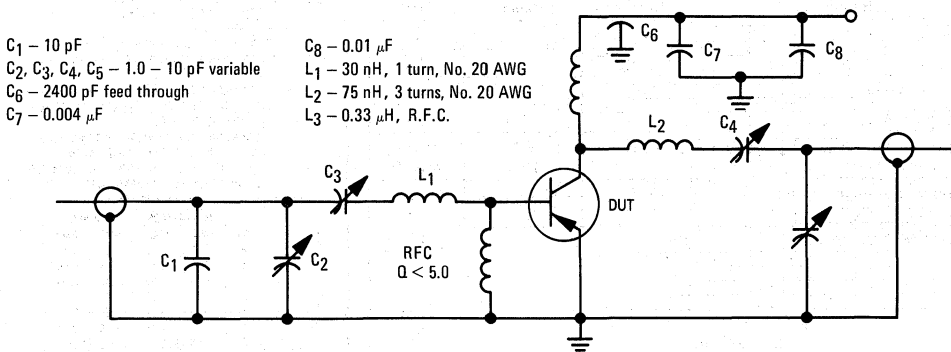 C1 – 10 pF
C2, C3, C4, C5 – 1.0 – 10 pF variable
C6 – 2400 pF feed through
C7 – 0.004 μF
C8 – 0.01 μF
L1 – 30 nH, 1 turn, No. 20 AWG
L2 – 75 nH, 3 turns, No. 20 AWG
L3 – 0.33 μH, R.F.C.
C6
C7
C8
L2
C4
C3
L1
DUT
C1
C2
RFC
Q < 5.0